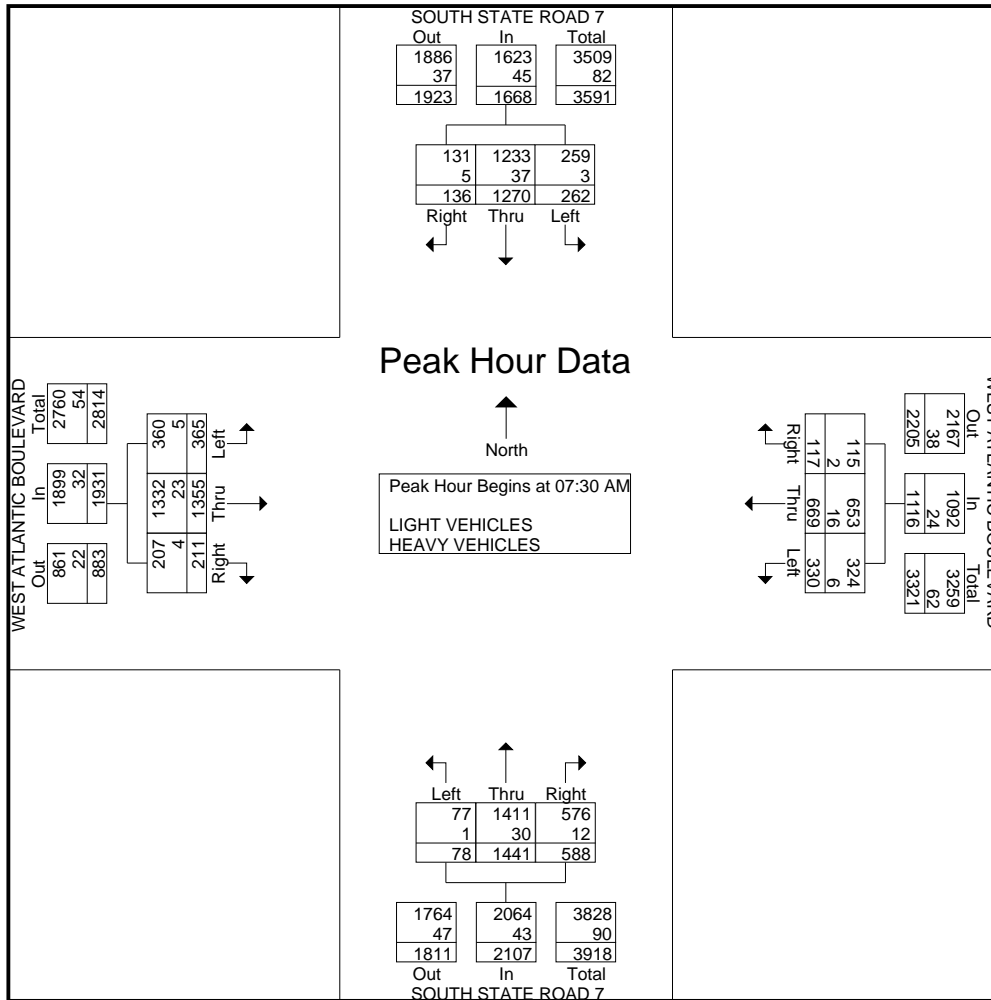 SOUTH STATE ROAD 7
Out In Total
1886 1623 3509
37 45 82
1923 1668 3591
131 1233 259
5 37 3
136 1270 262
Right Thru Left
Peak Hour Data
North
Peak Hour Begins at 07:30 AM
LIGHT VEHICLES
HEAVY VEHICLES
WEST ATLANTIC BOULEVARD
Out In Total
861 1899 2760
22 32 54
883 1931 2814
207 1332 360
4 23 5
211 1355 365
Right Thru Left
WEST ATLANTIC BOULEVARD
Out In Total
2167 1092 3259
38 24 62
2205 1116 3321
115 653 324
2 16 6
117 669 330
Right Thru Left
Left Thru Right
77 1411 576
1 30 12
78 1441 588
1764 2064 3828
47 43 90
1811 2107 3918
Out In Total
SOUTH STATE ROAD 7